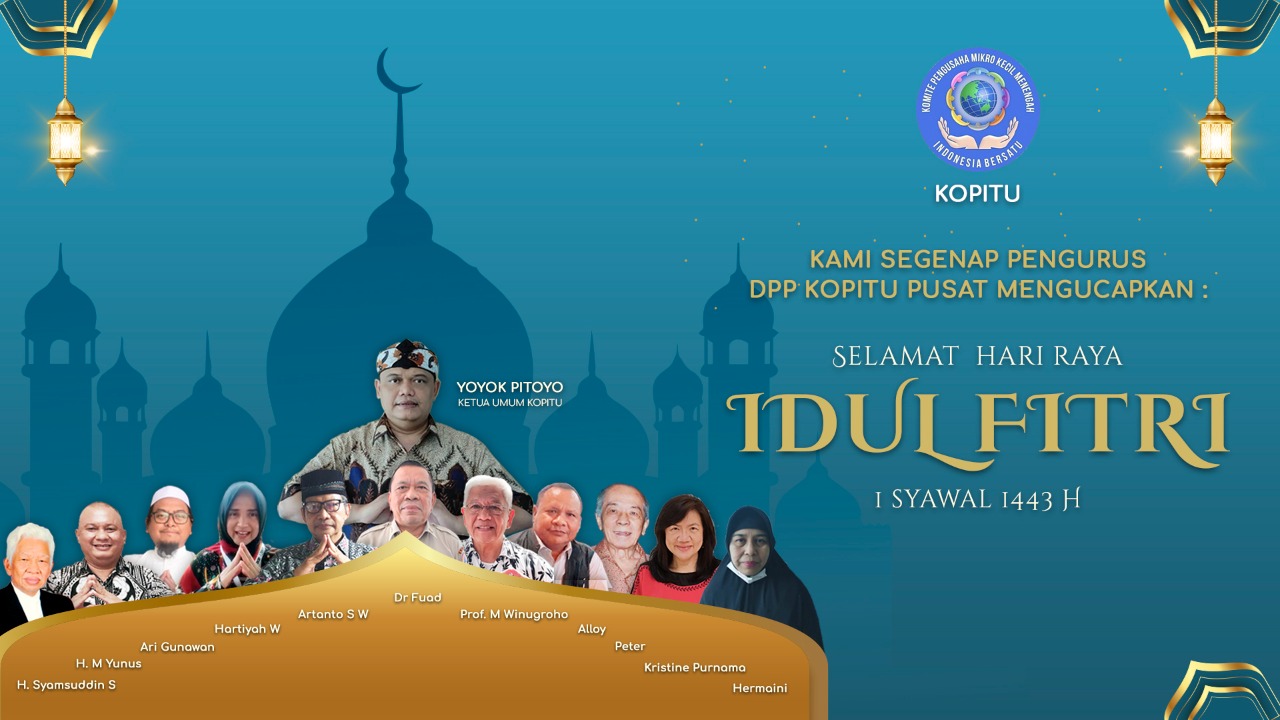 KOMITE PENGUSAHA MIKRO KECIL MENENGAH
INDONESIA BERSATU
KOPITU
KAMI SEGENAP PENGURUS
DPP KOPITU PUSAT MENGUCAPKAN :
SELAMAT HARI RAYA
IDUL FITRI
1 SYAWAL 1443 H
YOYOK PITOYO
KETUA UMUM KOPITU
Dr Fuad
Artanto S W
Prof. M Winugroho
Hartiyah W
Alloy
Ari Gunawan
Peter
H. M Yunus
Kristine Purnama
H. Syamsuddin S
Hermaini